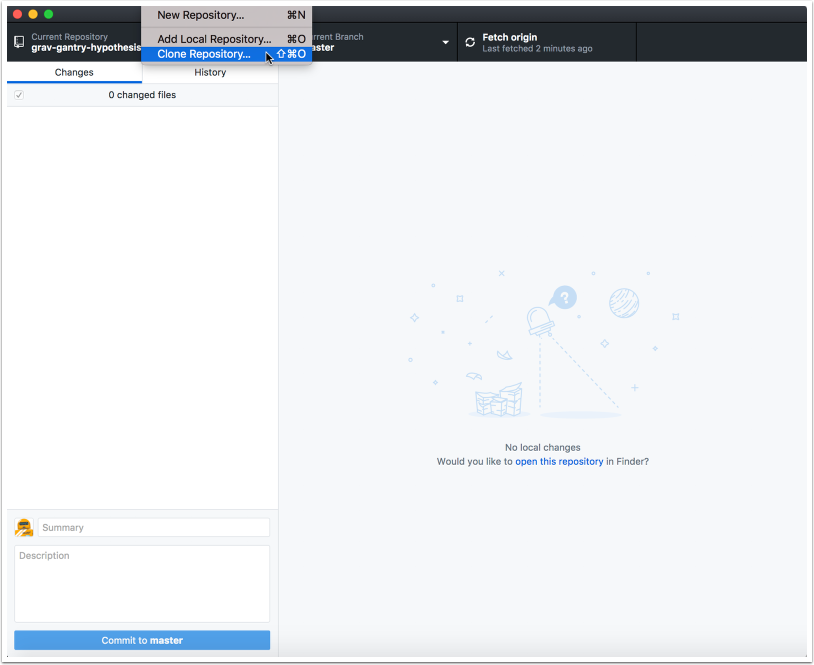 New Repository... ⌘N
Add Local Repository... ⌘O
Clone Repository... ⇧⌘O
Current Repository
grav-gantry-hypothesis
rrent Branch
aster
Fetch origin
Last fetched 2 minutes ago
Changes
History
0 changed files
?
No local changes
Would you like to open this repository in Finder?
Summary
Description
Commit to master